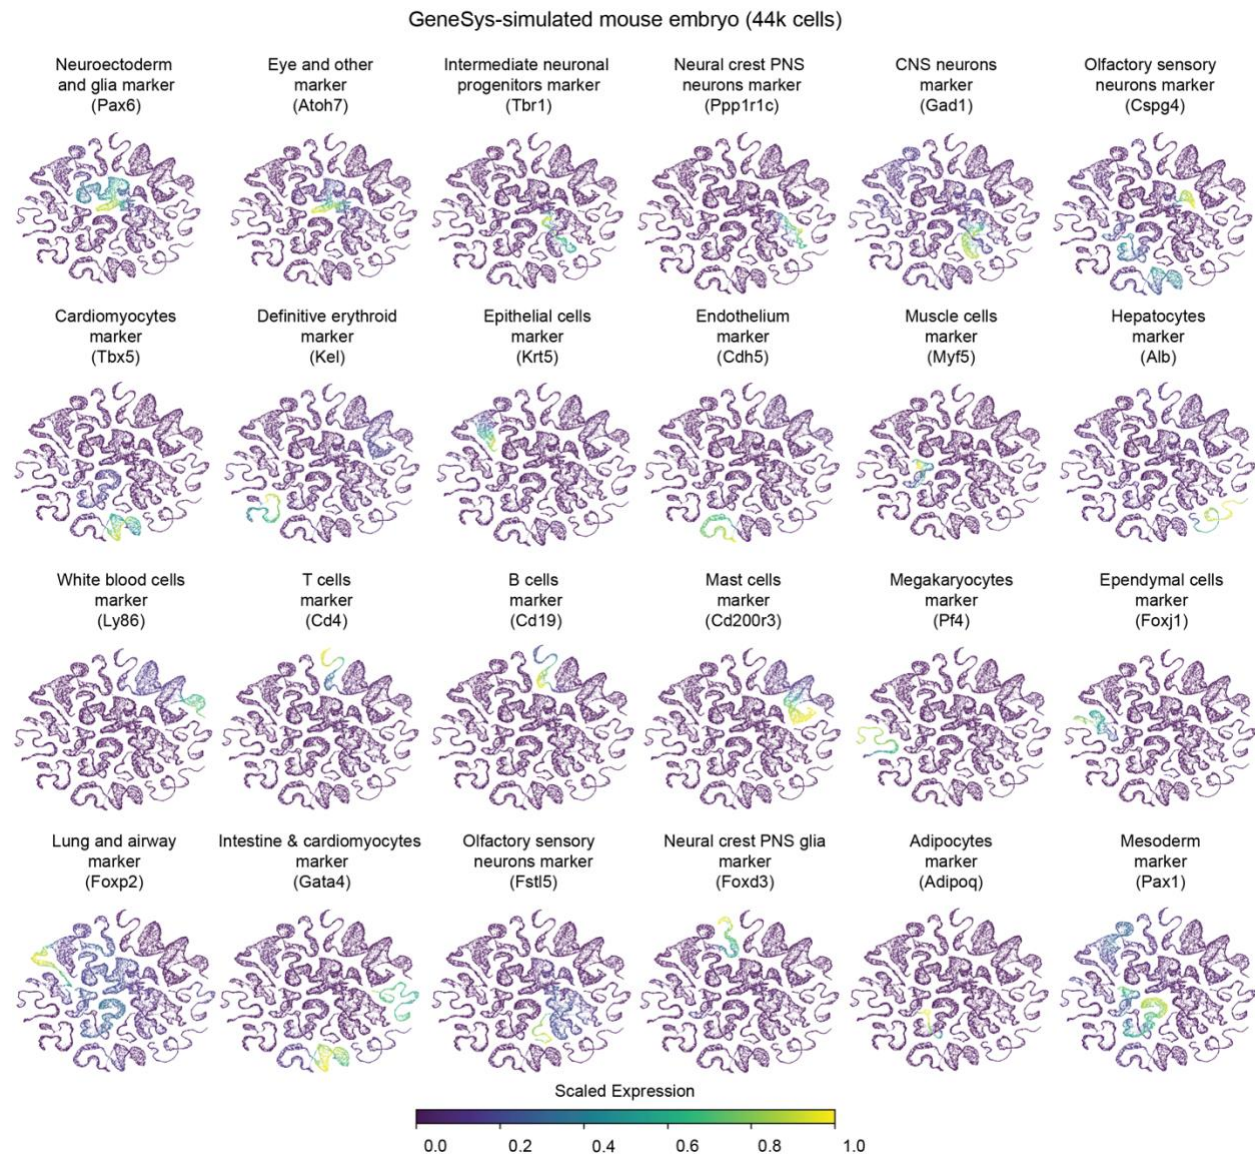 GeneSys-simulated mouse embryo (44k cells)
Neuroectoderm
and glia marker
(Pax6)
Eye and other
marker
(Atoh7)
Intermediate neuronal
progenitors marker
(Tbr1)
Neural crest PNS
neurons marker
(Ppp1r1c)
CNS neurons
marker
(Gad1)
Olfactory sensory
neurons marker
(Cspg4)
Cardiomyocytes
marker
(Tbx5)
Definitive erythroid
marker
(Kel)
Epithelial cells
marker
(Krt5)
Endothelium
marker
(Cdh5)
Muscle cells
marker
(Myf5)
Hepatocytes
marker
(Alb)
White blood cells
marker
(Ly86)
T cells
marker
(Cd4)
B cells
marker
(Cd19)
Mast cells
marker
(Cd200r3)
Megakaryocytes
marker
(Pf4)
Ependymal cells
marker
(Foxj1)
Lung and airway
marker
(Foxp2)
Intestine & cardiomyocytes
marker
(Gata4)
Olfactory sensory
neurons marker
(Fstl5)
Neural crest PNS glia
marker
(Foxd3)
Adipocytes
marker
(Adipoq)
Mesoderm
marker
(Pax1)
Scaled Expression
0.0 0.2 0.4 0.6 0.8 1.0